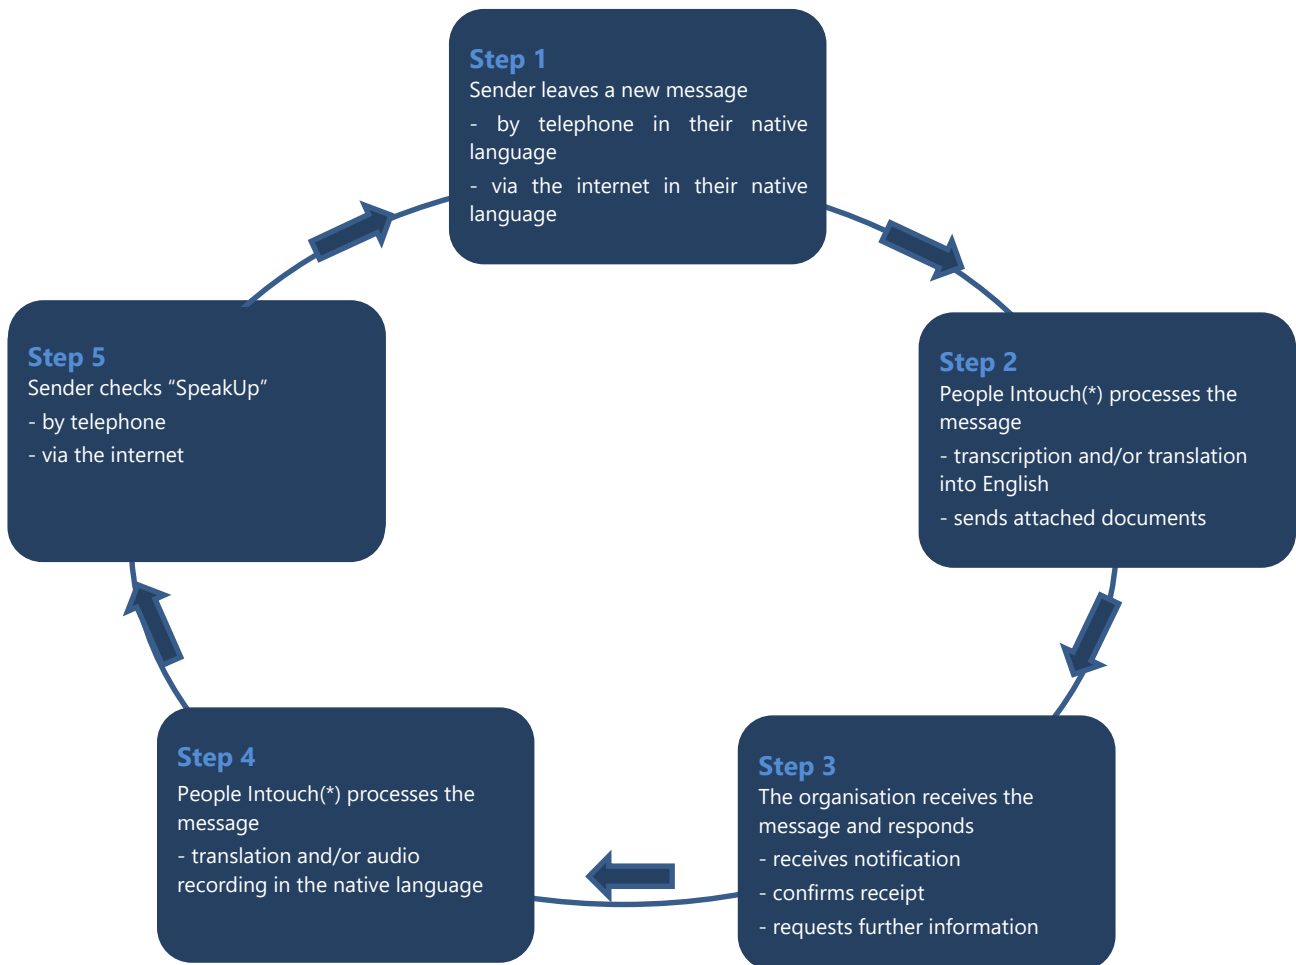 Step 1
Sender leaves a new message
- by telephone in their native
language
- via the internet in their native
language
Step 2
People Intouch(*) processes the
message
- transcription and/or translation
into English
- sends attached documents
Step 3
The organisation receives the
message and responds
- receives notification
- confirms receipt
- requests further information
Step 4
People Intouch(*) processes the
message
- translation and/or audio
recording in the native language
Step 5
Sender checks “SpeakUp”
- by telephone
- via the internet